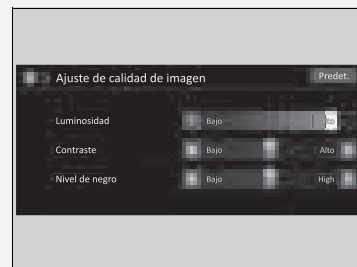 Ajuste de calidad de imagen Predet.
Luminosidad Bajo Alto
Contraste Bajo Alto
Nivel de negro Bajo High